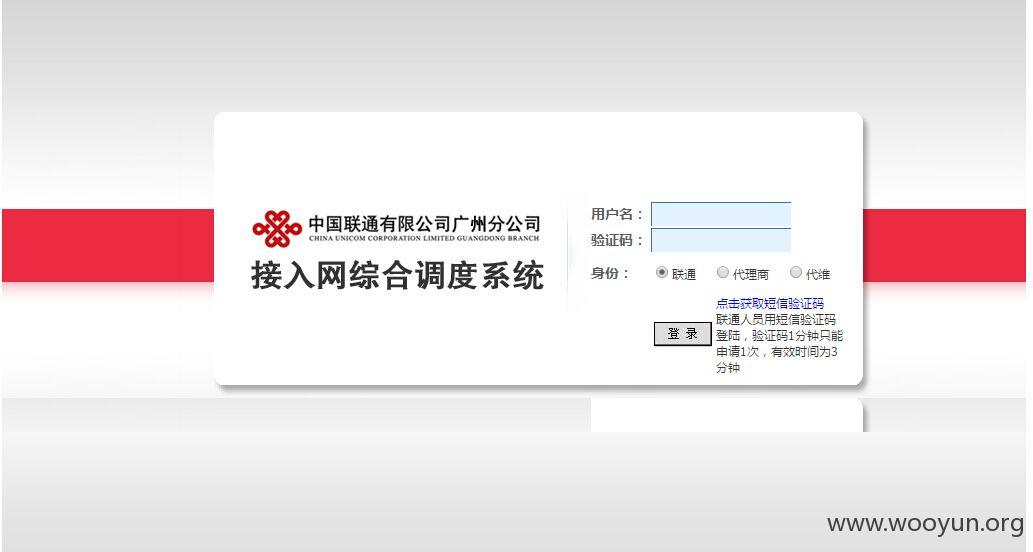 中国联通有限公司广州分公司
CHINA UNICOM CORPORATION LIMITED GUANGDONG BRANCH
接入网综合调度系统
用户名：
验证码：
身份： 联通 代理商 代维
点击获取短信验证码
联通人员用短信验证码
登陆，验证码1分钟只能
申请1次，有效时间为3
分钟
登 录
www.wooyun.org